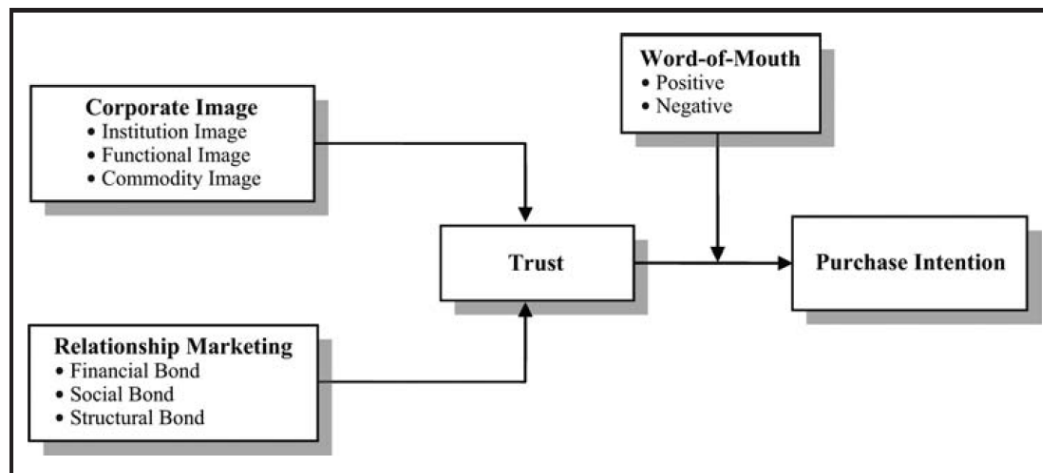 Word-of-Mouth
• Positive
• Negative
Corporate Image
• Institution Image
• Functional Image
• Commodity Image
Trust
Purchase Intention
Relationship Marketing
• Financial Bond
• Social Bond
• Structural Bond